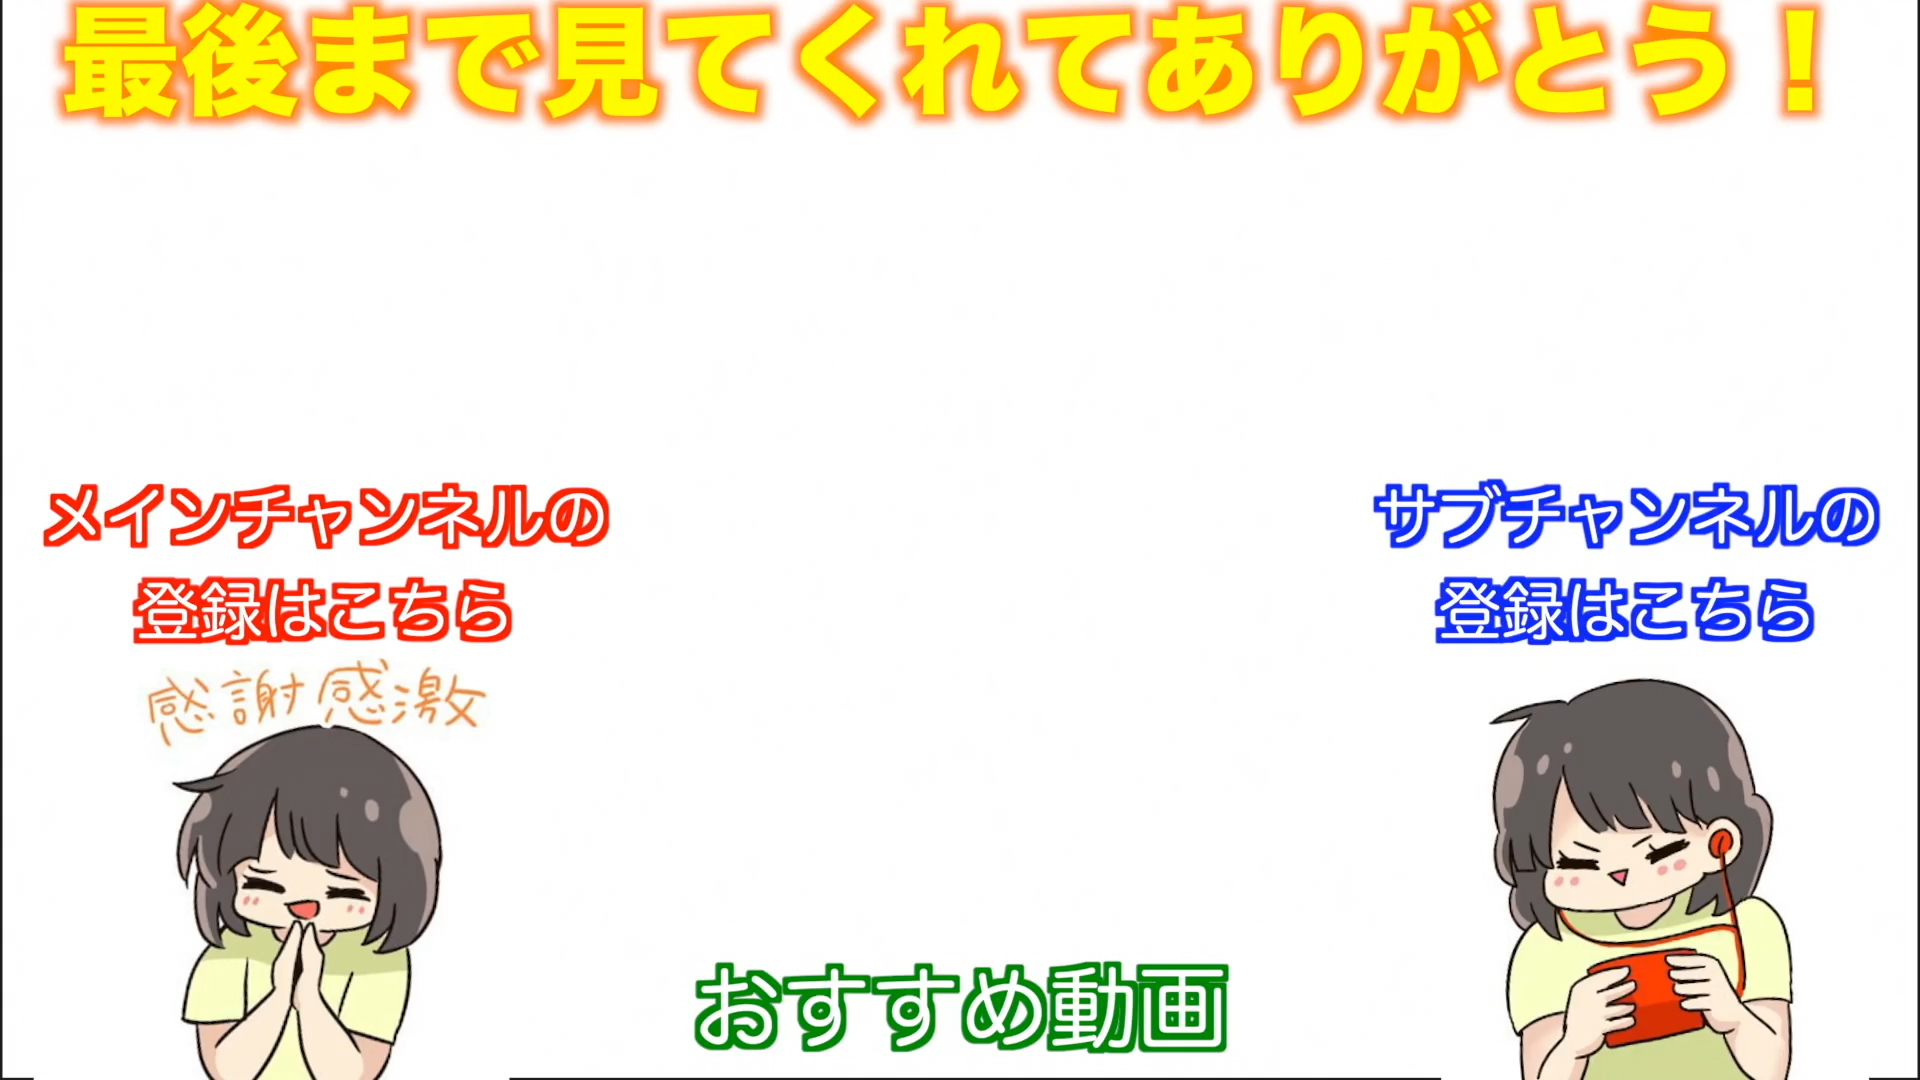 最後まで見てくれてありがとう！
メインチャンネルの
登録はこちら
サブチャンネルの
登録はこちら
感謝感激
おすすめ動画